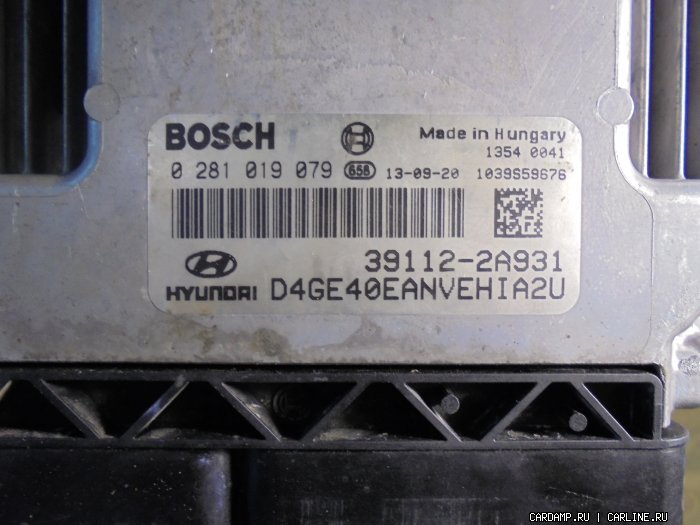 BOSCH Made in Hungary
1354 0041
0 281 019 079 658 13-09-20 1039S59676
39112-2A931
HYUNDAI D4GE40EANVEHIA2U
CARDAMP.RU | CARLINE.RU